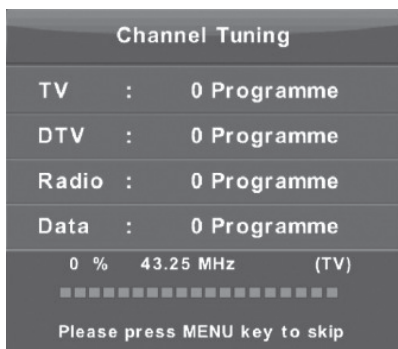 Channel Tuning
TV : 0 Programme
DTV : 0 Programme
Radio : 0 Programme
Data : 0 Programme
0 % 43.25 MHz (TV)
Please press MENU key to skip